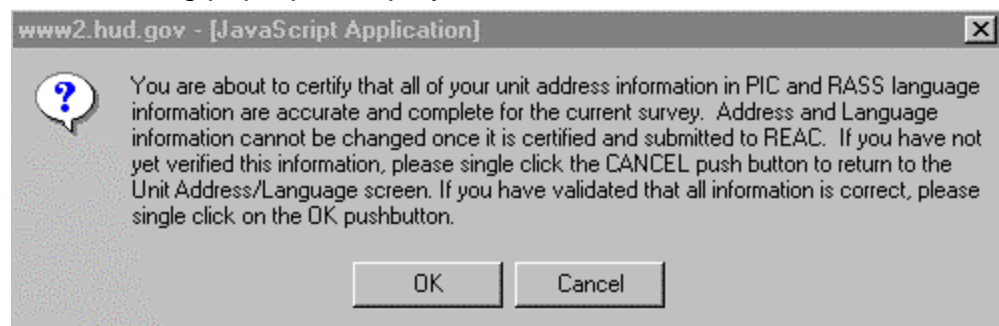 www2.hud.gov - [JavaScript Application]
You are about to certify that all of your unit address information in PIC and RASS language
information are accurate and complete for the current survey. Address and Language
information cannot be changed once it is certified and submitted to REAC. If you have not
yet verified this information, please single click the CANCEL push button to return to the
Unit Address/Language screen. If you have validated that all information is correct, please
single click on the OK pushbutton.
OK
Cancel